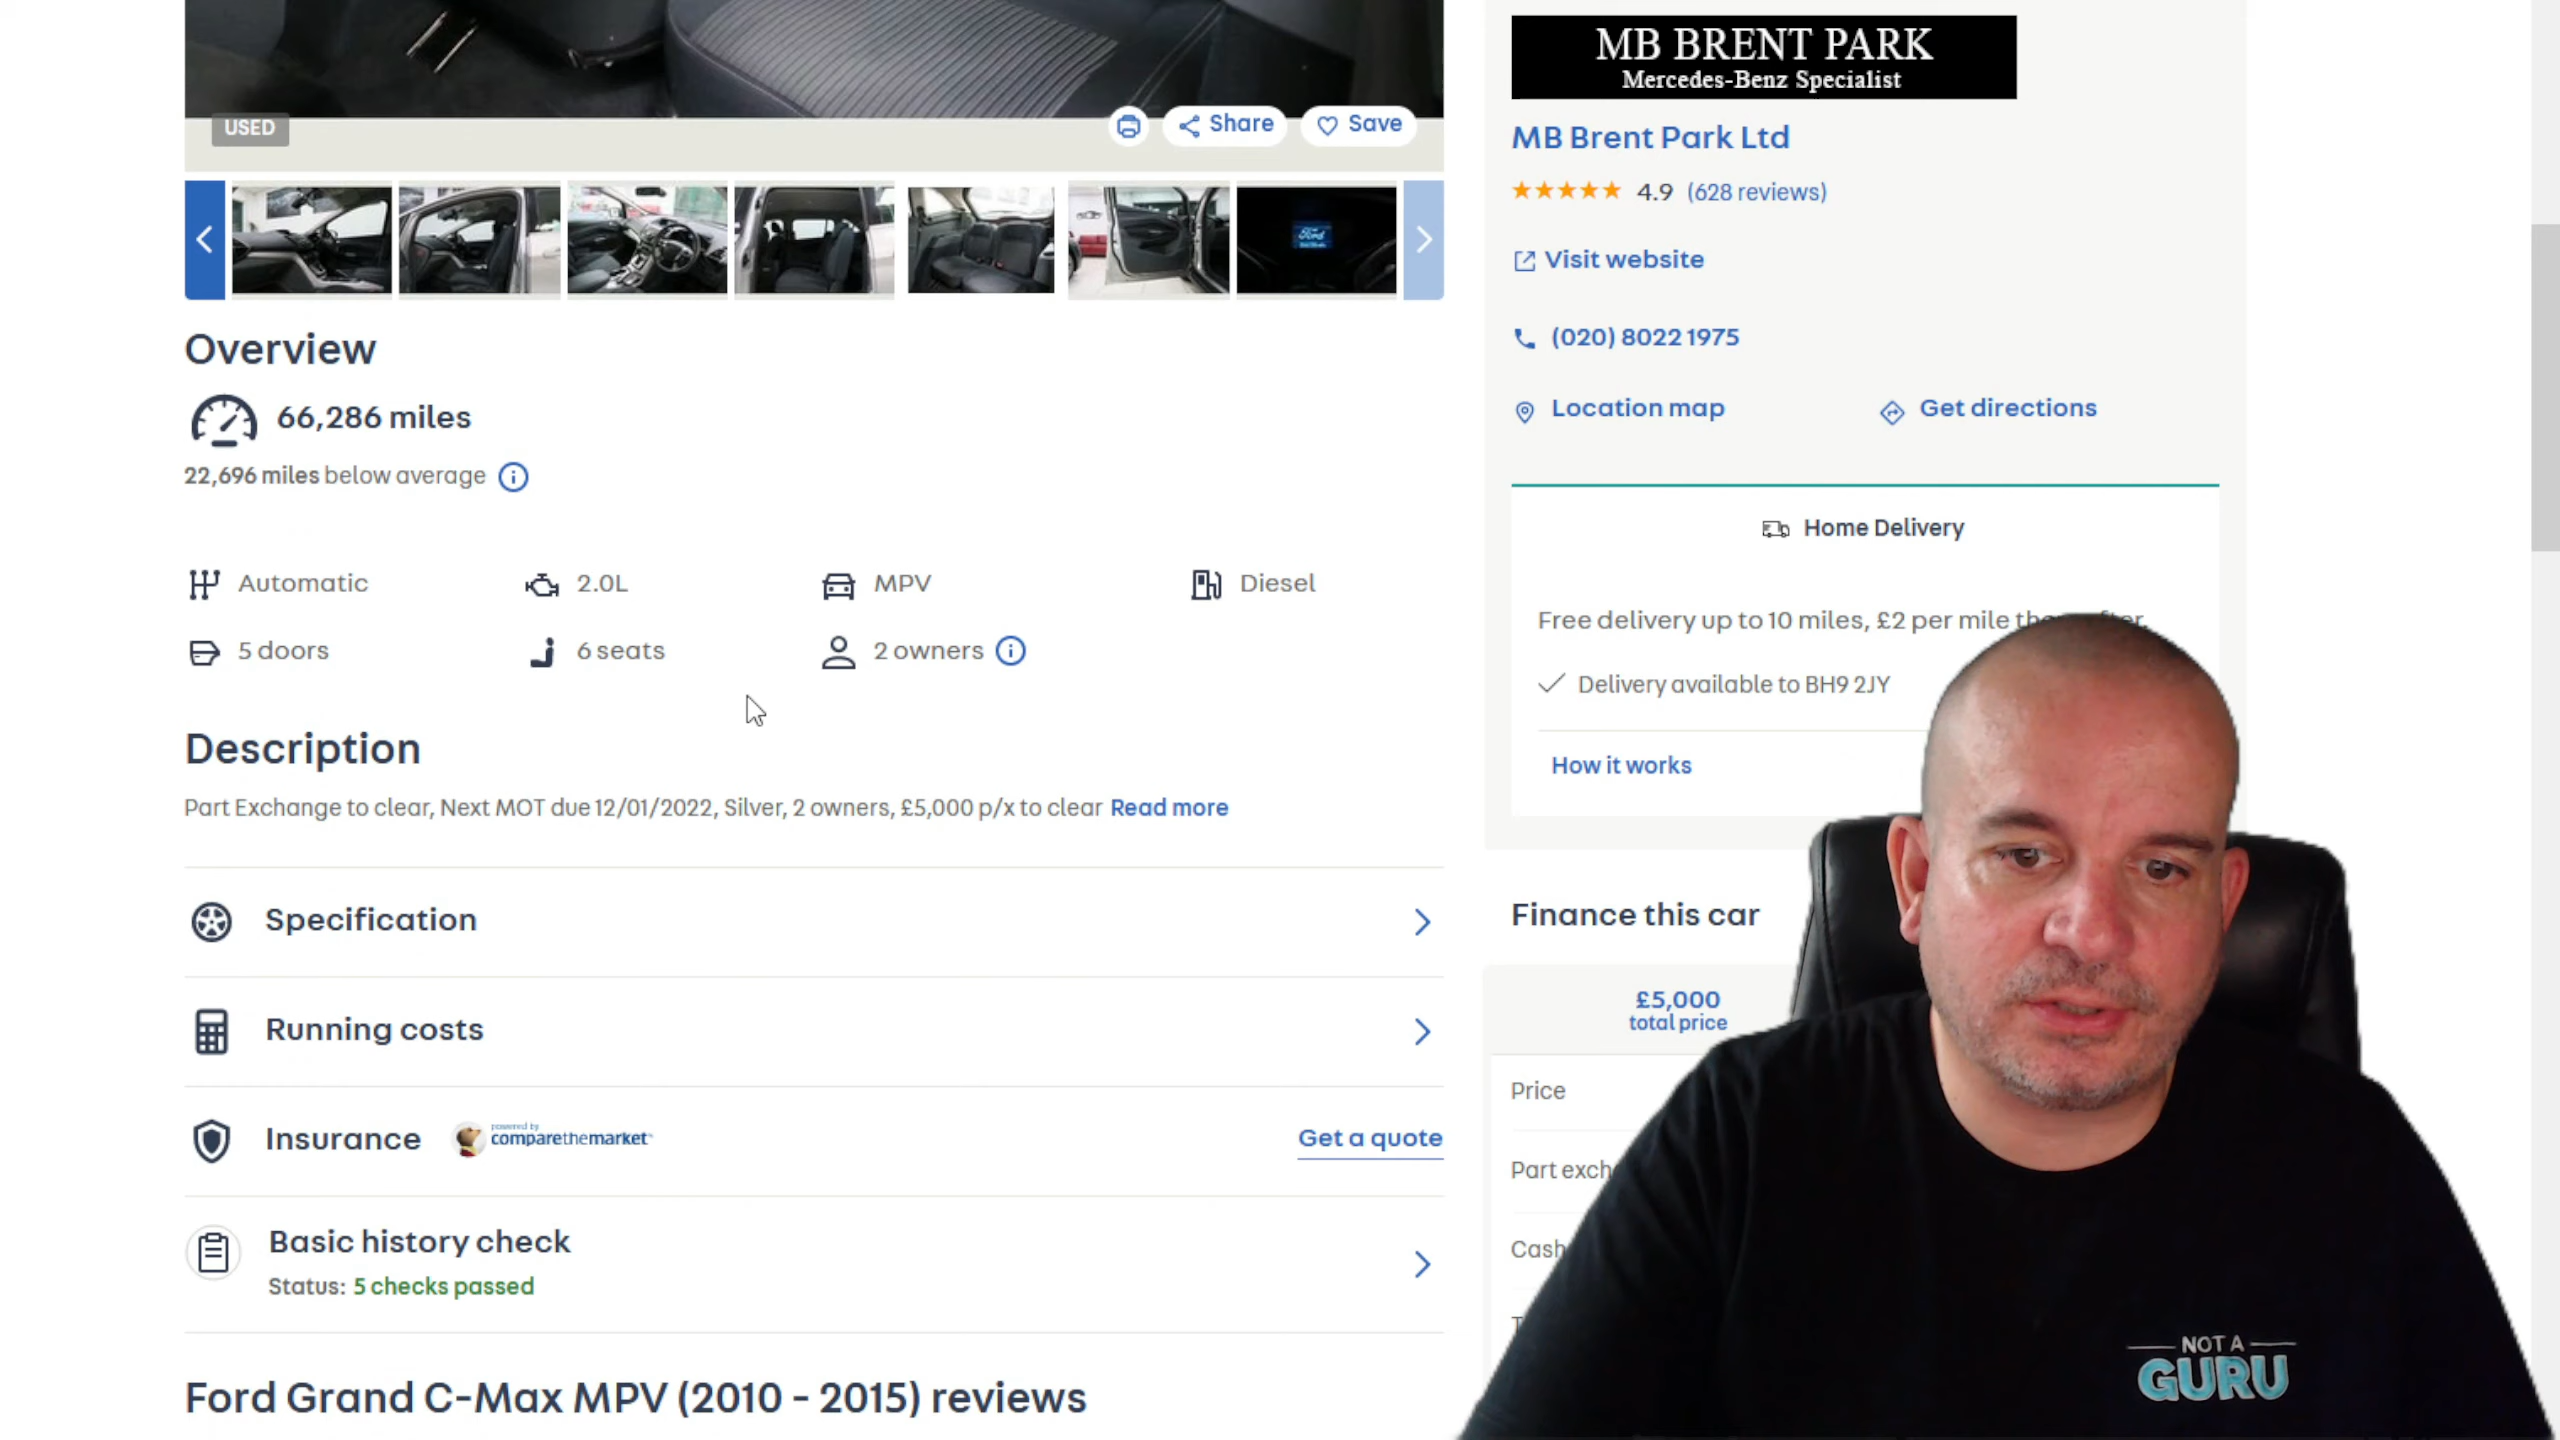 USED
Share
Save
Ford
Overview
66,286 miles
22,696 miles below average
Automatic
2.0L
MPV
Diesel
5 doors
6 seats
2 owners
Description
Part Exchange to clear, Next MOT due 12/01/2022, Silver, 2 owners, £5,000 p/x to clear Read more
Specification
Running costs
Insurance
powered by
comparethemarket
Get a quote
Basic history check
Status: 5 checks passed
Ford Grand C-Max MPV (2010 - 2015) reviews
MB BRENT PARK
Mercedes-Benz Specialist
MB Brent Park Ltd
4.9 (628 reviews)
Visit website
(020) 8022 1975
Location map
Get directions
Home Delivery
Free delivery up to 10 miles, £2 per mile
Delivery available to BH9 2JY
How it works
Finance this car
£5,000
total price
Price
Part exch
Cash
NOT A
GURU